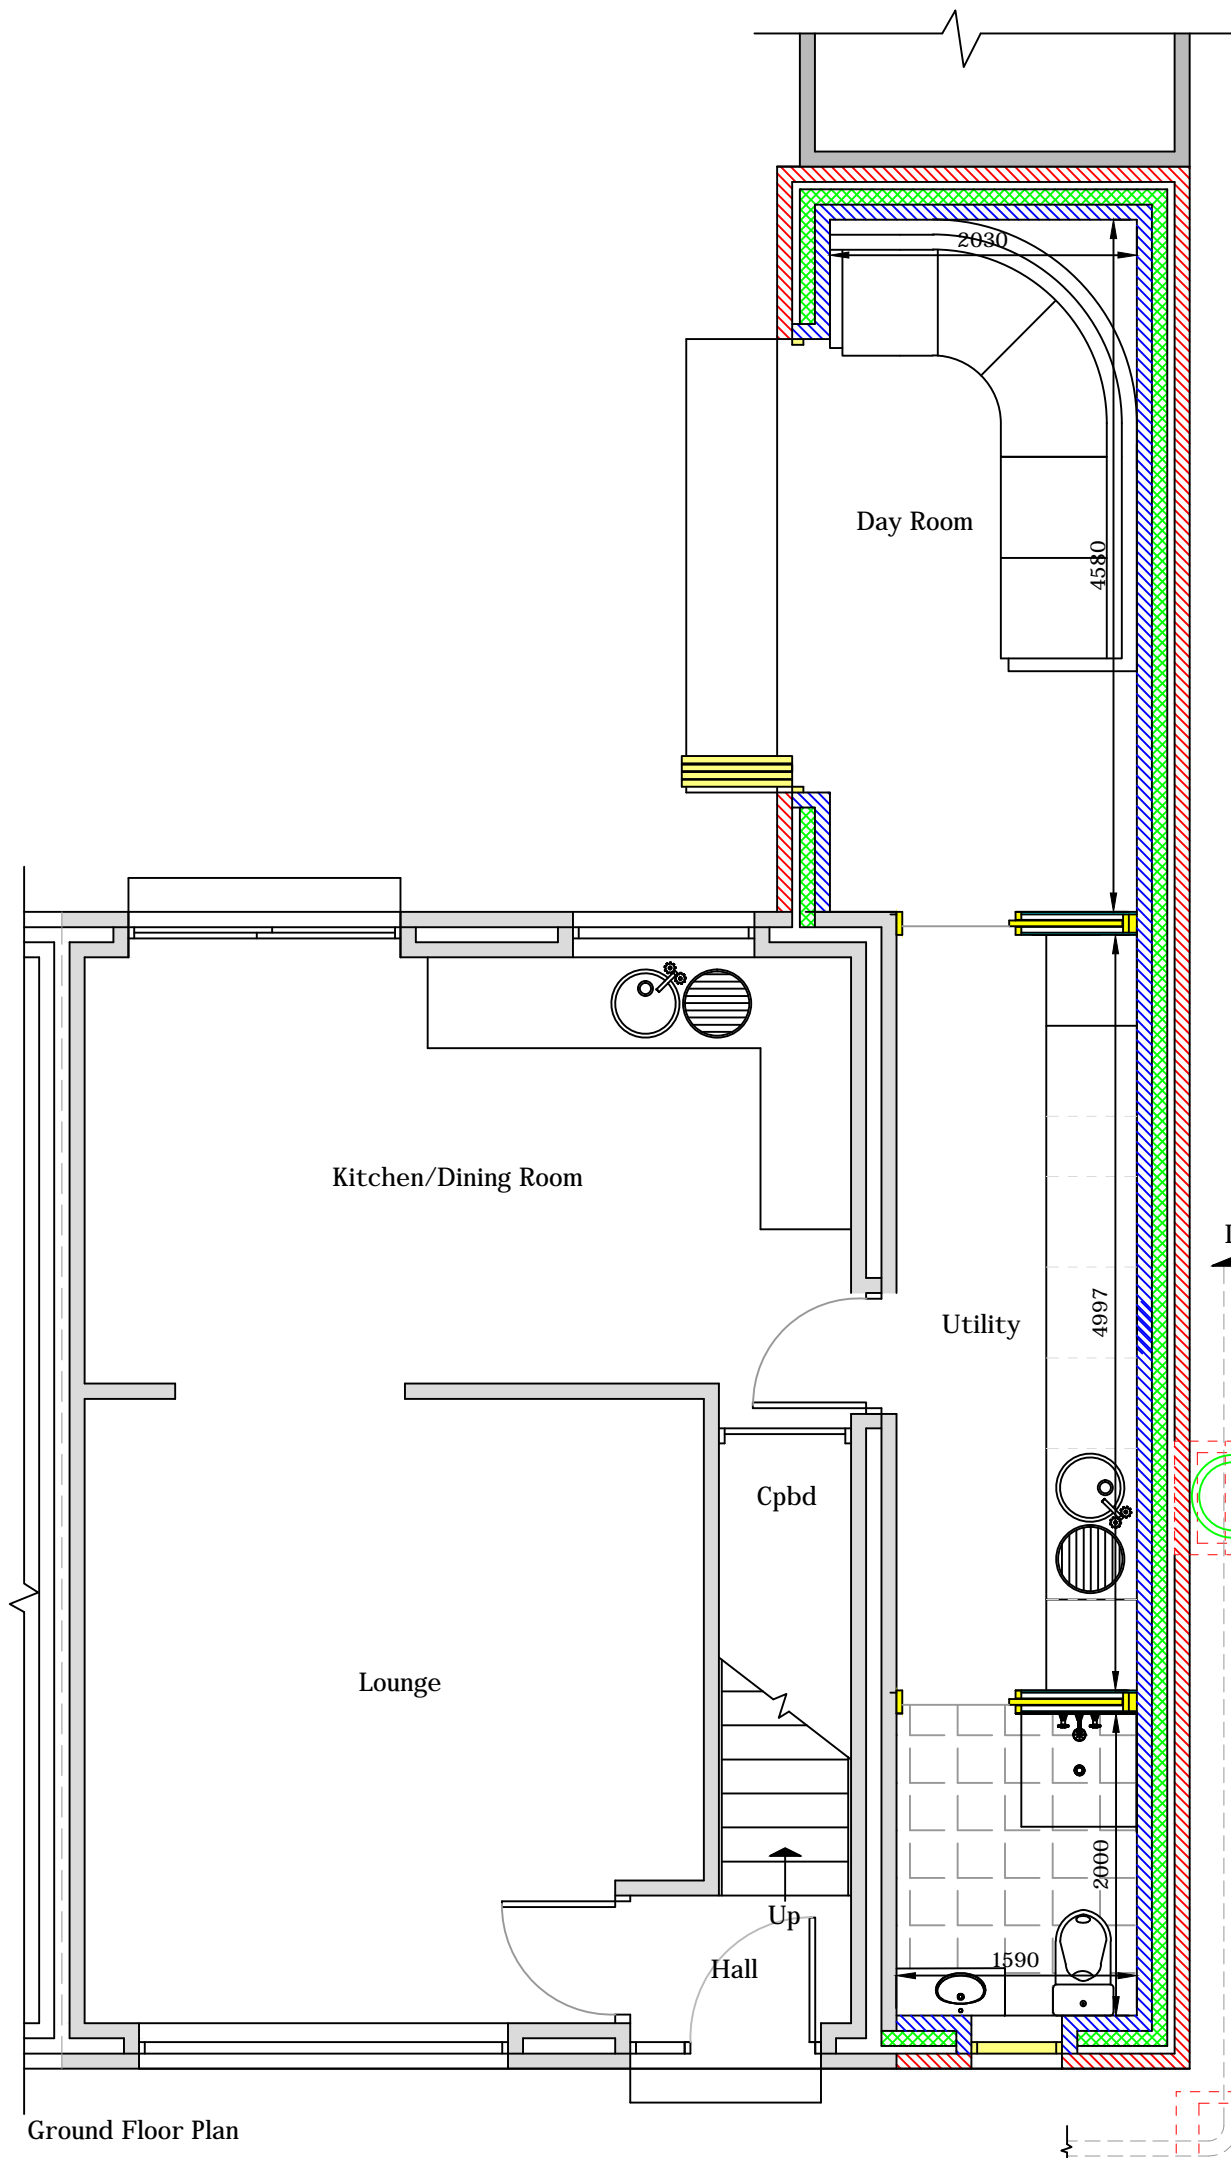 2030
Day Room
4580
Kitchen/Dining Room
Utility
4997
Cpbd
Lounge
2000
Up
1590
Hall
Ground Floor Plan